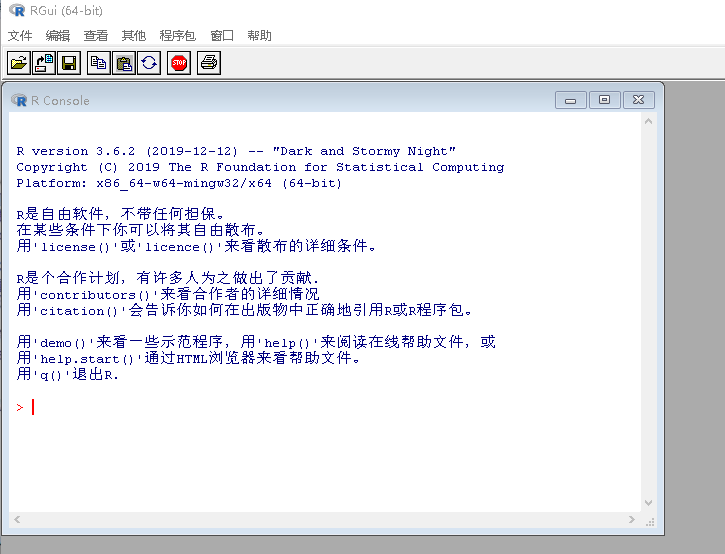 RGui (64-bit)
文件 编辑 查看 其他 程序包 窗口 帮助
STOP
R Console
R version 3.6.2 (2019-12-12) -- "Dark and Stormy Night"
Copyright (C) 2019 The R Foundation for Statistical Computing
Platform: x86_64-w64-mingw32/x64 (64-bit)
R是自由软件，不带任何担保。
在某些条件下你可以将其自由散布。
用'license()'或'licence()'来看散布的详细条件。
R是个合作计划，有许多人为之做出了贡献.
用'contributors()'来看合作者的详细情况
用'citation()'会告诉你如何在出版物中正确地引用R或R程序包。
用'demo()'来看一些示范程序，用'help()'来阅读在线帮助文件，或
用'help.start()'通过HTML浏览器来看帮助文件。
用'q()'退出R.
>